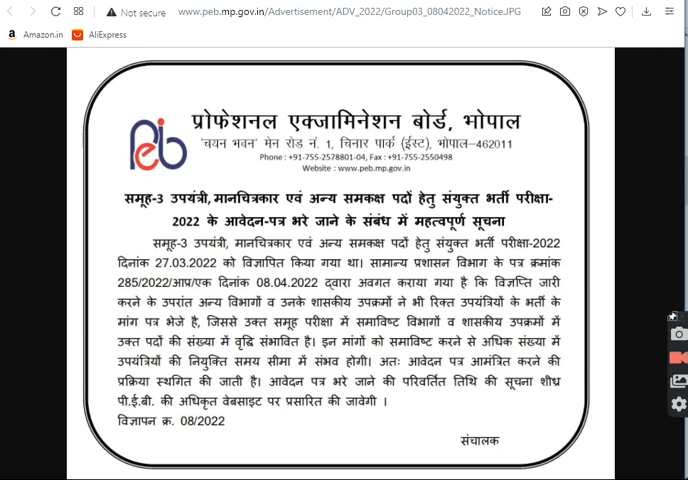 Not secure
www.peb.mp.gov.in/Advertisement/ADV_2022/Group03_08042022_Notice.JPG
Amazon.in AliExpress
Peb
प्रोफेशनल एक्जामिनेशन बोर्ड, भोपाल
'चयन भवन' मेन रोड नं. 1, चिनार पार्क (ईस्ट), भोपाल–462011
Phone : +91-755-2578801-04, Fax : +91-755-2550498
Website : www.peb.mp.gov.in
समूह-3 उपयंत्री, मानचित्रकार एवं अन्य समकक्ष पदों हेतु संयुक्त भर्ती परीक्षा-
2022 के आवेदन-पत्र भरे जाने के संबंध में महत्वपूर्ण सूचना
समूह-3 उपयंत्री, मानचित्रकार एवं अन्य समकक्ष पदों हेतु संयुक्त भर्ती परीक्षा-2022
दिनांक 27.03.2022 को विज्ञापित किया गया था। सामान्य प्रशासन विभाग के पत्र क्रमांक
285/2022/आप्र/एक दिनांक 08.04.2022 द्वारा अवगत कराया गया है कि विज्ञप्ति जारी
करने के उपरांत अन्य विभागों व उनके शासकीय उपक्रमों ने भी रिक्त उपयंत्रियों के भर्ती के
मांग पत्र भेजे है, जिससे उक्त समूह परीक्षा में समाविष्ट विभागों व शासकीय उपक्रमों में
उक्त पदों की संख्या में वृद्धि संभावित है। इन मांगों को समाविष्ट करने से अधिक संख्या में
उपयंत्रियों की नियुक्ति समय सीमा में संभव होगी। अतः आवेदन पत्र आमंत्रित करने की
प्रक्रिया स्थगित की जाती है। आवेदन पत्र भरे जाने की परिवर्तित तिथि की सूचना शीघ्र
पी.ई.बी. की अधिकृत वेबसाइट पर प्रसारित की जावेगी ।
विज्ञापन क्र. 08/2022
संचालक